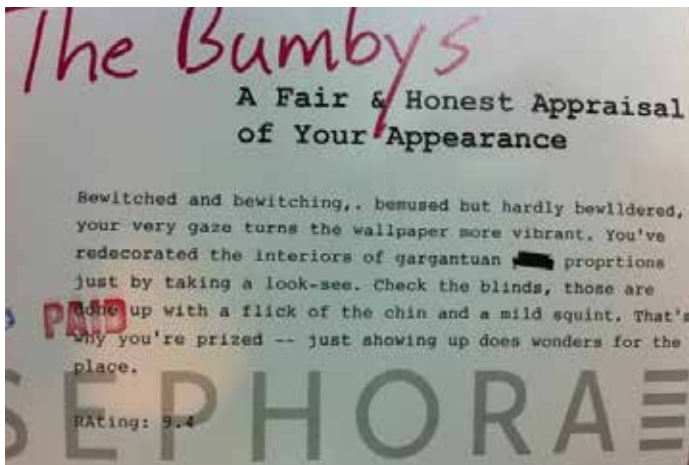 The Bumbys
A Fair & Honest Appraisal
of Your Appearance
Bewitched and bewitching,. bemused but hardly bewlldered,
your very gaze turns the wallpaper more vibrant. You've
redecorated the interiors of gargantuan proprtions
just by taking a look-see. Check the blinds, those are
done up with a flick of the chin and a mild squint. That's
PAID
why you're prized -- just showing up does wonders for the
place.
SEPHORA
RAting: 9.4